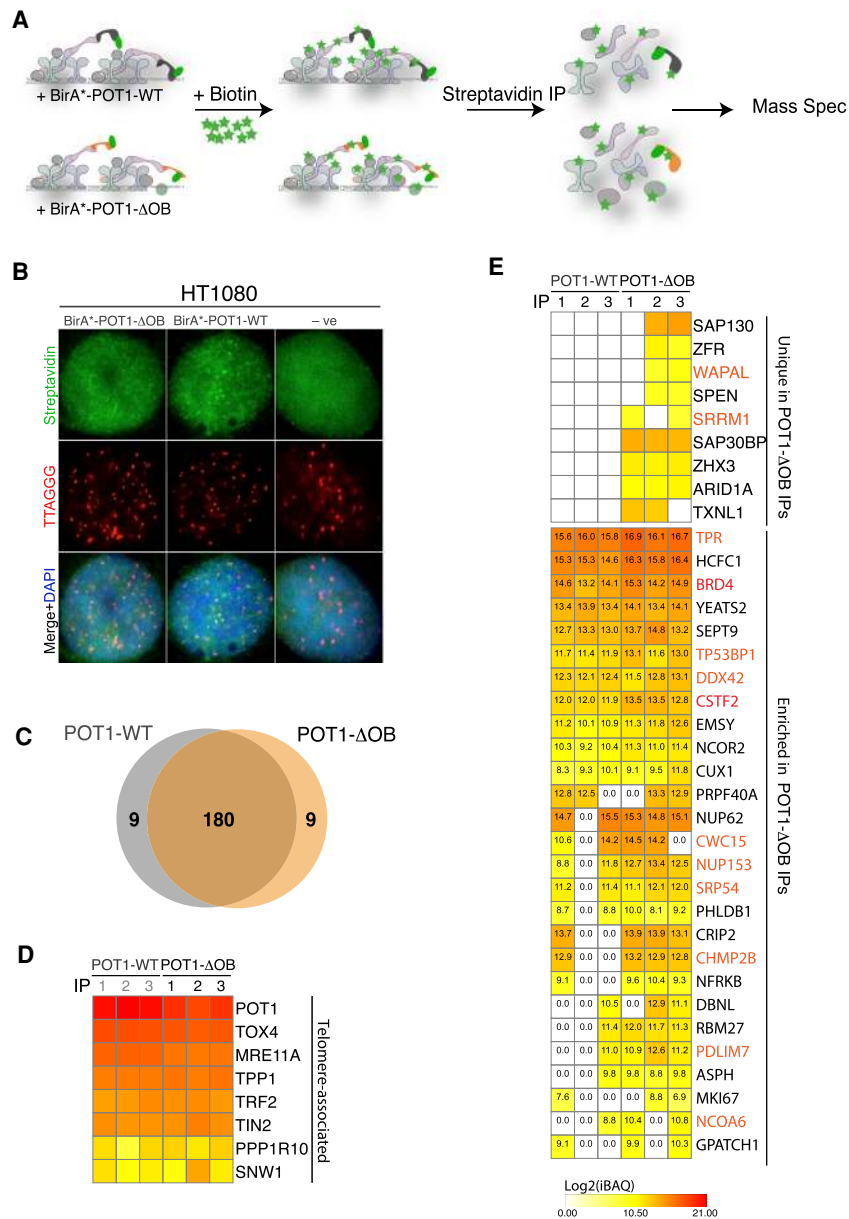 A
+ BirA*-POT1-WT
+ Biotin
Streptavidin IP
Mass Spec
+ BirA*-POT1-ΔOB
B
HT1080
BirA*-POT1-ΔOB BirA*-POT1-WT – ve
Streptavidin
TTAGGG
Merge+DAPI
C
POT1-WT POT1-ΔOB
9 180 9
D
POT1-WT POT1-ΔOB
IP 1 2 3 1 2 3
POT1
TOX4
MRE11A
TPP1
TRF2
TIN2
PPP1R10
SNW1
Telomere-associated
E
POT1-WT POT1-ΔOB
IP 1 2 3 1 2 3
SAP130
ZFR
WAPAL
SPEN
SRRM1
SAP30BP
ZHX3
ARID1A
TXNL1
Unique in POT1-ΔOB IPs
15.6 16.0 15.8 16.9 16.1 16.7 TPR
15.3 15.3 14.6 16.3 15.8 16.4 HCFC1
14.6 13.2 14.1 15.3 14.2 14.9 BRD4
13.4 13.9 13.4 14.1 13.4 14.1 YEATS2
12.7 13.3 13.0 13.7 14.8 13.2 SEPT9
11.7 11.4 11.9 13.1 11.6 13.0 TP53BP1
12.3 12.1 12.4 11.5 12.8 13.1 DDX42
12.0 12.0 11.9 13.5 13.5 12.8 CSTF2
11.2 10.1 10.9 11.3 11.8 12.6 EMSY
10.3 9.2 10.4 11.3 11.0 11.4 NCOR2
8.3 9.3 10.1 9.1 9.5 11.8 CUX1
12.8 12.5 0.0 0.0 13.3 12.9 PRPF40A
14.7 0.0 15.5 15.3 14.8 15.1 NUP62
10.6 0.0 14.2 14.5 14.2 0.0 CWC15
8.8 0.0 11.8 12.7 13.4 12.5 NUP153
11.2 0.0 11.4 11.1 12.1 12.0 SRP54
8.7 0.0 8.8 10.0 8.1 9.2 PHLDB1
13.7 0.0 0.0 13.9 13.9 13.1 CRIP2
12.9 0.0 0.0 13.2 12.9 12.8 CHMP2B
9.1 0.0 0.0 9.6 10.4 9.3 NFRKB
0.0 0.0 10.5 0.0 12.9 11.1 DBNL
0.0 0.0 11.4 12.0 11.7 11.3 RBM27
0.0 0.0 11.0 10.9 12.6 11.2 PDLIM7
0.0 0.0 9.8 9.8 8.8 9.8 ASPH
7.6 0.0 0.0 0.0 8.8 6.9 MKI67
0.0 0.0 8.8 10.4 0.0 10.8 NCOA6
9.1 0.0 0.0 9.9 0.0 10.3 GPATCH1
Enriched in POT1-ΔOB IPs
Log2(iBAQ)
0.00 10.50 21.00